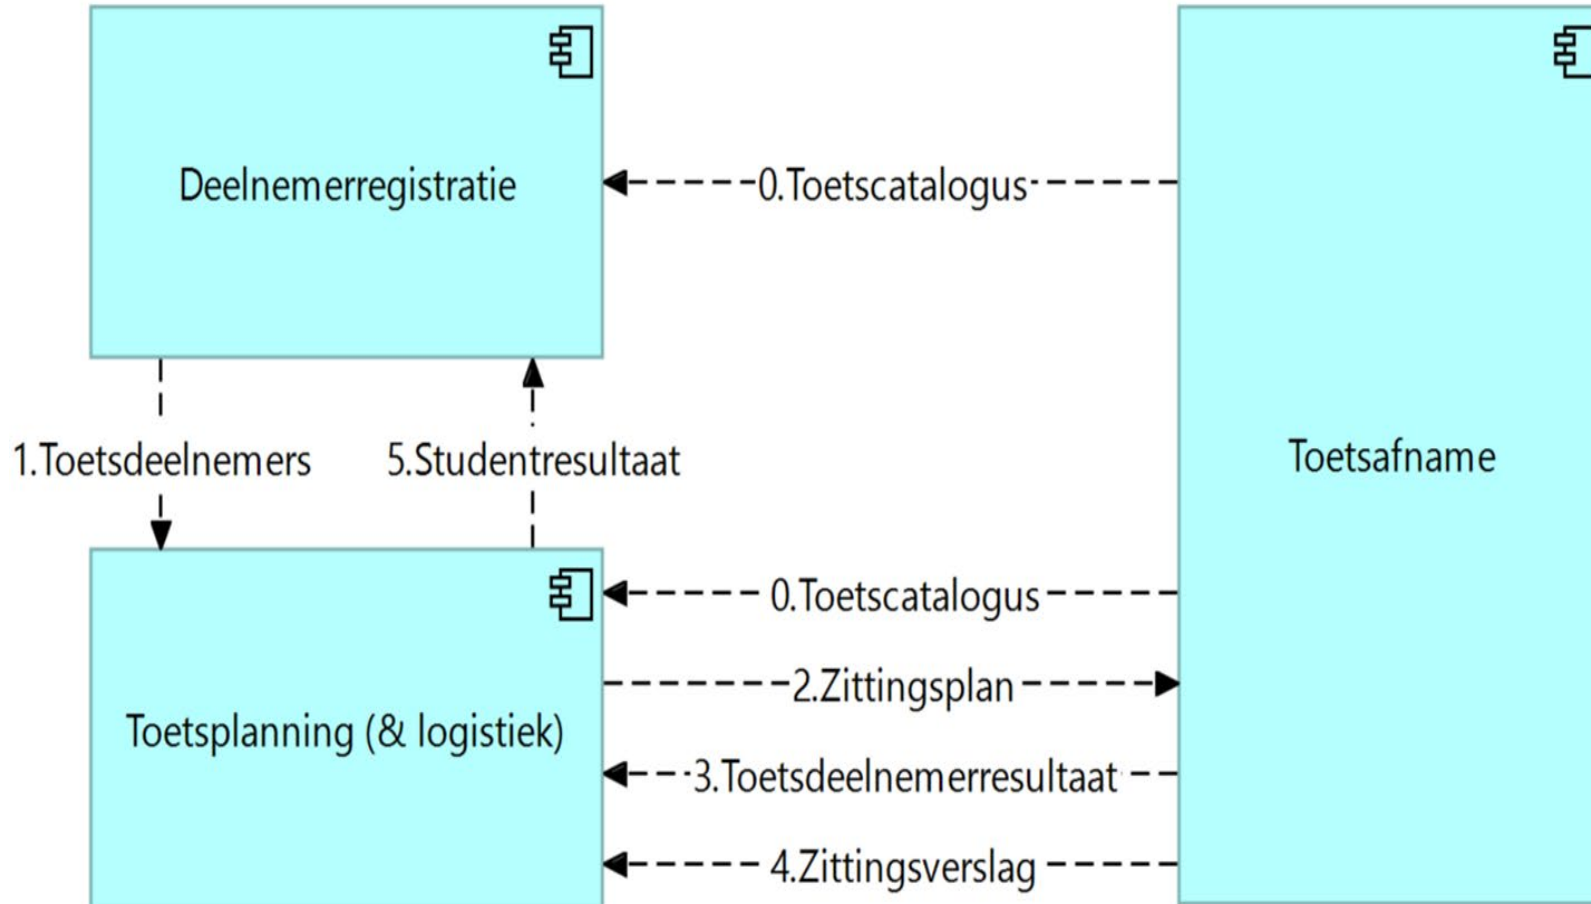 Deelnemerregistratie
0.Toetscatalogus
1.Toetsdeelnemers
5.Studentresultaat
Toetsafname
0.Toetscatalogus
2.Zittingsplan
Toetsplanning (& logistiek)
3.Toetsdeelnemerresultaat
4.Zittingsverslag